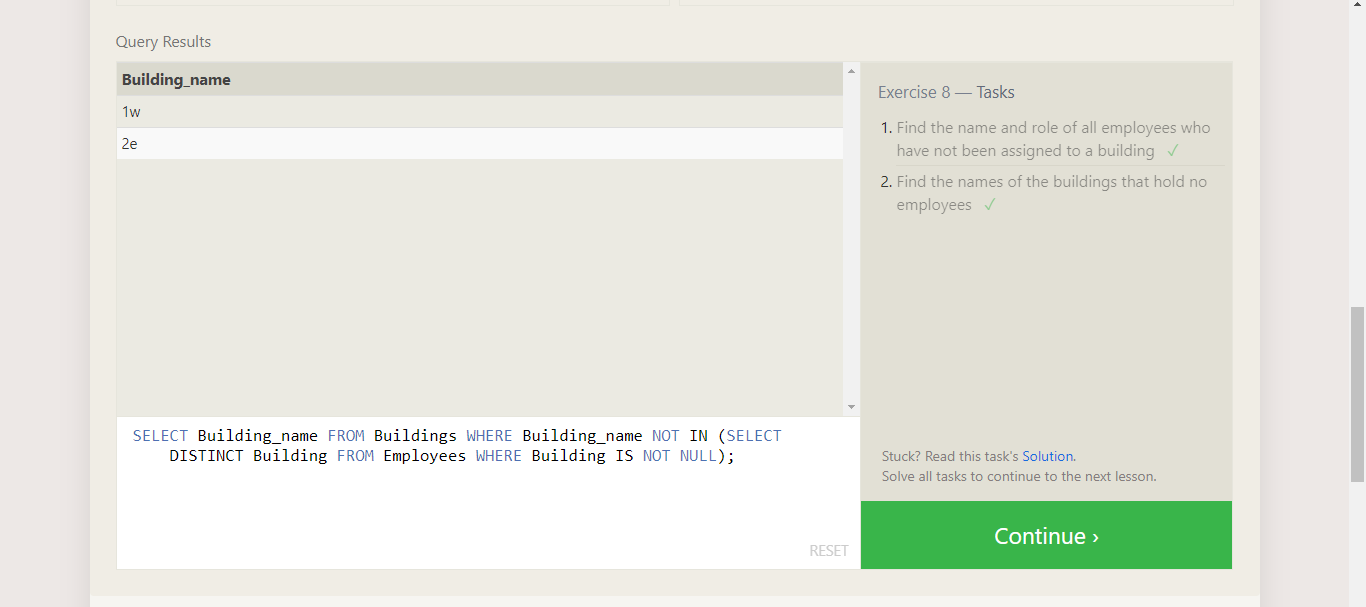 Query Results
Building_name
1w
2e
SELECT Building_name FROM Buildings WHERE Building_name NOT IN (SELECT
DISTINCT Building FROM Employees WHERE Building IS NOT NULL);
RESET
Exercise 8 — Tasks
1. Find the name and role of all employees who
have not been assigned to a building ✓
2. Find the names of the buildings that hold no
employees ✓
Stuck? Read this task's Solution.
Solve all tasks to continue to the next lesson.
Continue ›